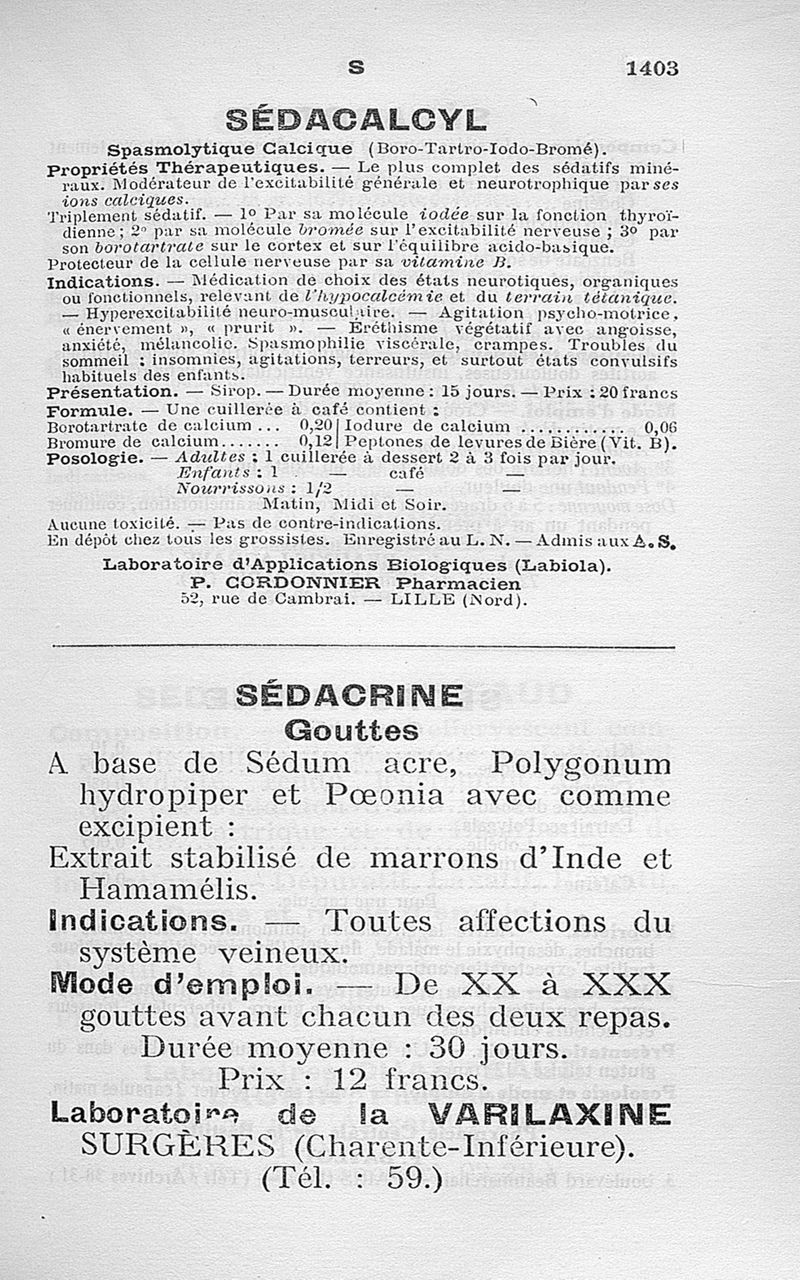 S 1403
SÉDACALCYL
Spasmolytique Calcique (Boro-Tartro-Iodo-Bromé).
Propriétés Thérapeutiques. — Le plus complet des sédatifs miné-
raux. Modérateur de l'excitabilité générale et neurotrophique par ses
ions calciques.
Triplement sédatif. — 1º Par sa molécule iodée sur la fonction thyroï-
dienne ; 2º par sa molécule bromée sur l'excitabilité nerveuse ; 3º par
son borotartrate sur le cortex et sur l'équilibre acido-basique.
Protecteur de la cellule nerveuse par sa vitamine B.
Indications. — Médication de choix des états neurotiques, organiques
ou fonctionnels, relevant de l'hypocalcémie et du terrain tétanique.
— Hyperexcitabilité neuro-musculaire. — Agitation psycho-motrice,
« énervement », « prurit ». — Éréthisme végétatif avec angoisse,
anxiété, mélancolie. Spasmophilie viscérale, crampes. Troubles du
sommeil : insomnies, agitations, terreurs, et surtout états convulsifs
habituels des enfants.
Présentation. — Sirop. — Durée moyenne : 15 jours. — Prix : 20 francs
Formule. — Une cuillerée à café contient :
Borotartrate de calcium ... 0,20 | Iodure de calcium ............ 0,06
Bromure de calcium....... 0,12 | Peptones de levures de Bière (Vit. B).
Posologie. — Adultes : 1 cuillerée à dessert 2 à 3 fois par jour.
Enfants : 1 — café —
Nourrissons : 1/2 — —
Matin, Midi et Soir.
Aucune toxicité. — Pas de contre-indications.
En dépôt chez tous les grossistes. Enregistré au L. N. — Admis aux A. S.
Laboratoire d'Applications Biologiques (Labiola).
P. CORDONNIER Pharmacien
52, rue de Cambrai. — LILLE (Nord).
SÉDACRINE
Gouttes
A base de Sédum acre, Polygonum
hydropiper et Pœonia avec comme
excipient :
Extrait stabilisé de marrons d'Inde et
Hamamélis.
Indications. — Toutes affections du
système veineux.
Mode d'emploi. — De XX à XXX
gouttes avant chacun des deux repas.
Durée moyenne : 30 jours.
Prix : 12 francs.
Laboratoire de la VARILAXINE
SURGÈRES (Charente-Inférieure).
(Tél. : 59.)